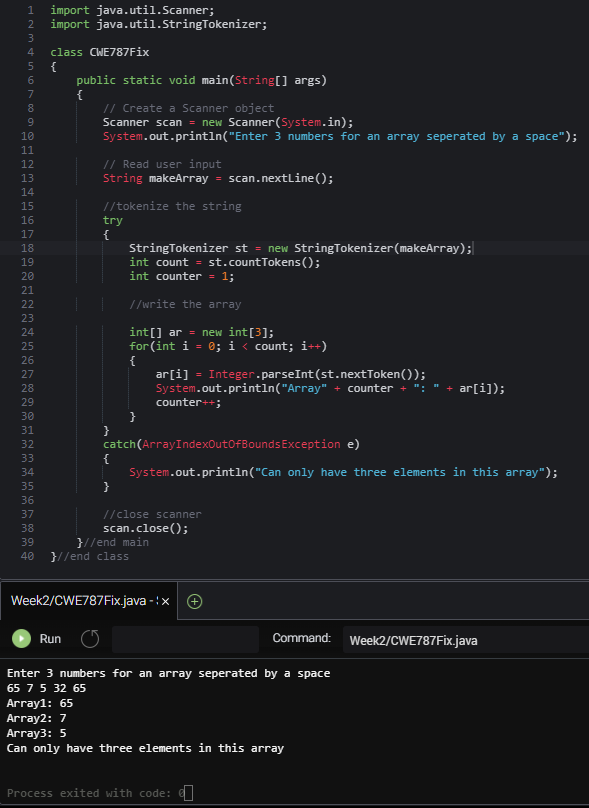 1 import java.util.Scanner;
2 import java.util.StringTokenizer;
3
4 class CWE787Fix
5 {
6     public static void main(String[] args)
7     {
8         // Create a Scanner object
9         Scanner scan = new Scanner(System.in);
10         System.out.println("Enter 3 numbers for an array seperated by a space");
11
12         // Read user input
13         String makeArray = scan.nextLine();
14
15         //tokenize the string
16         try
17         {
18             StringTokenizer st = new StringTokenizer(makeArray);
19             int count = st.countTokens();
20             int counter = 1;
21
22             //write the array
23
24             int[] ar = new int[3];
25             for(int i = 0; i < count; i++)
26             {
27                 ar[i] = Integer.parseInt(st.nextToken());
28                 System.out.println("Array" + counter + ": " + ar[i]);
29                 counter++;
30             }
31         }
32         catch(ArrayIndexOutOfBoundsException e)
33         {
34             System.out.println("Can only have three elements in this array");
35         }
36
37         //close scanner
38         scan.close();
39     }//end main
40 }//end class
Week2/CWE787Fix.java -
Run Command: Week2/CWE787Fix.java
Enter 3 numbers for an array seperated by a space
65 7 5 32 65
Array1: 65
Array2: 7
Array3: 5
Can only have three elements in this array
Process exited with code: 0